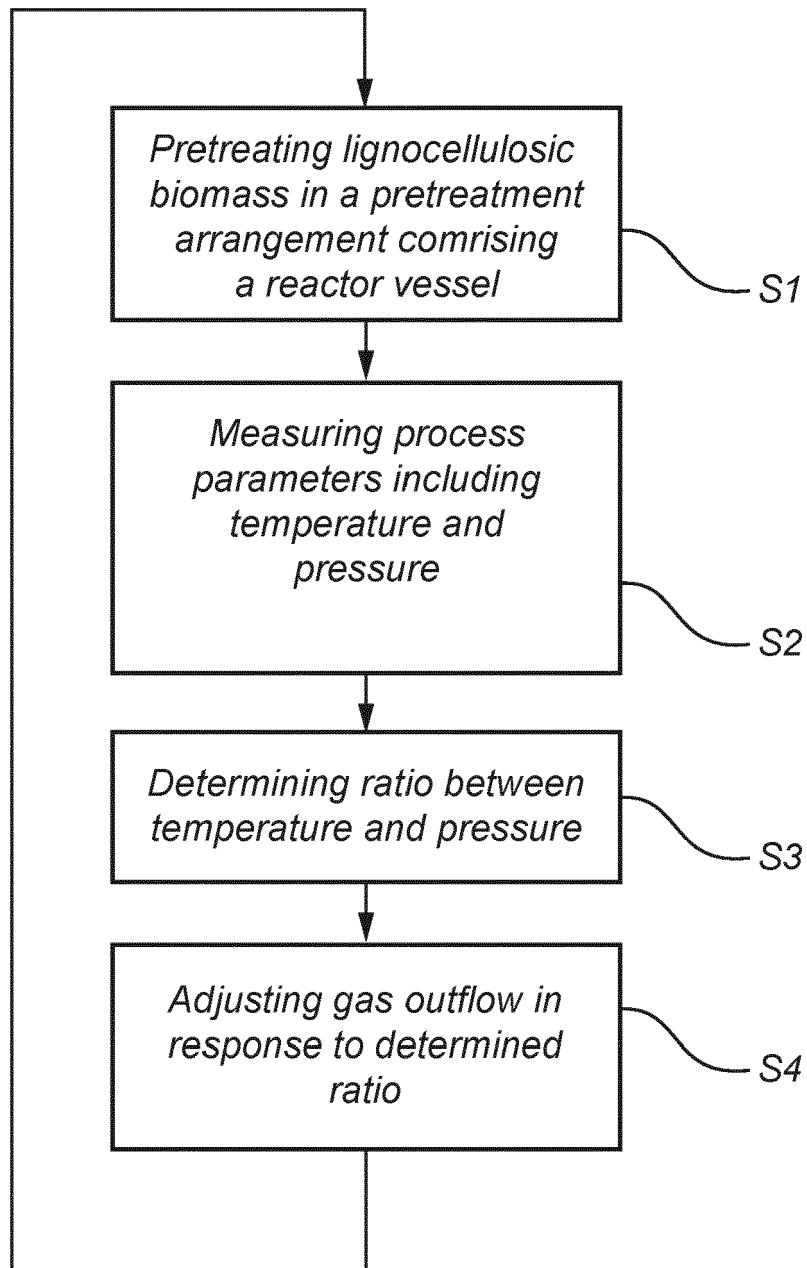 Pretreating lignocellulosic
biomass in a pretreatment
arrangement comrising
a reactor vessel
S1
Measuring process
parameters including
temperature and
pressure
S2
Determining ratio between
temperature and pressure
S3
Adjusting gas outflow in
response to determined
ratio
S4